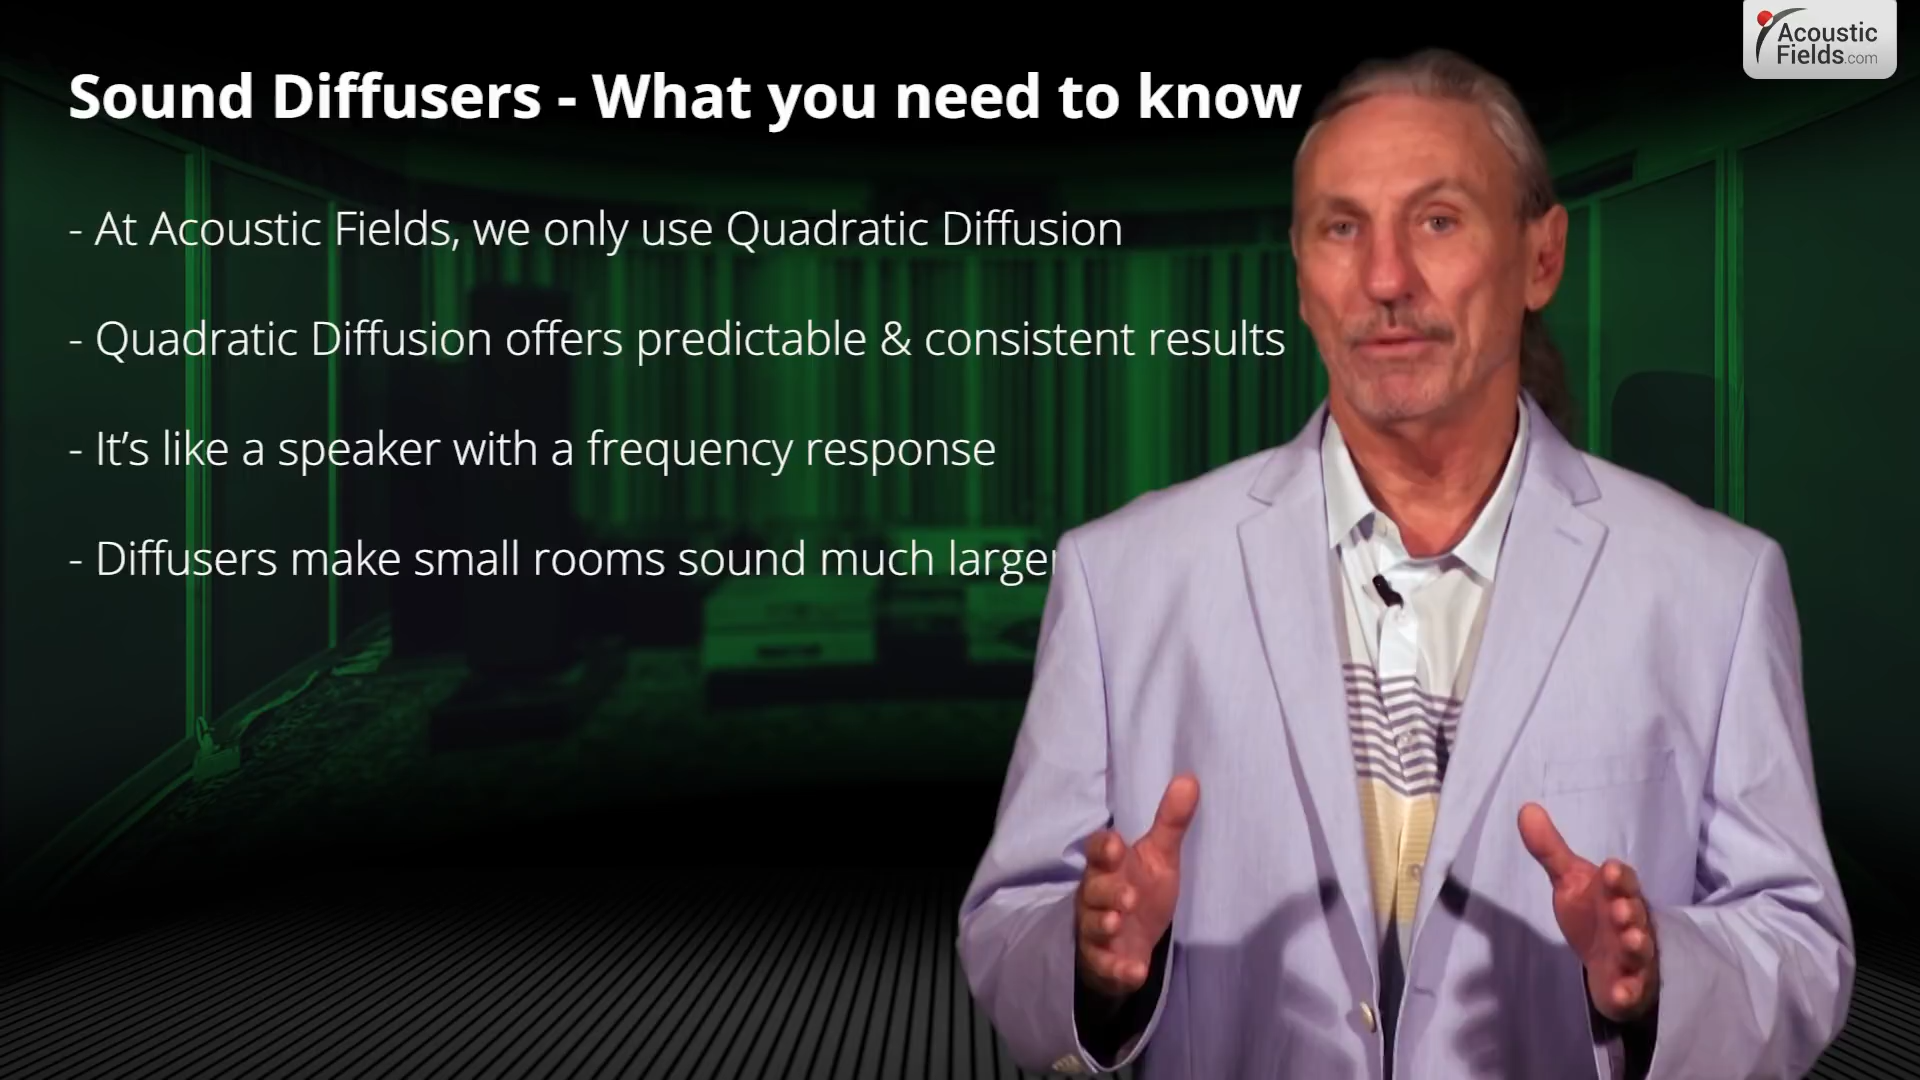 Acoustic
Fields.com
Sound Diffusers - What you need to know
- At Acoustic Fields, we only use Quadratic Diffusion
- Quadratic Diffusion offers predictable & consistent results
- It’s like a speaker with a frequency response
- Diffusers make small rooms sound much larger